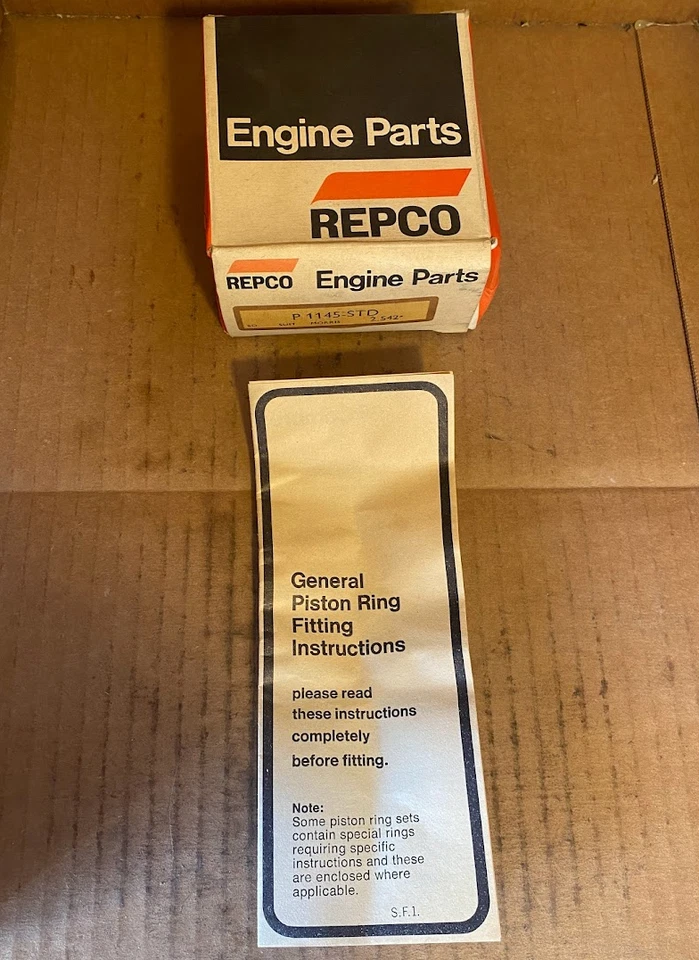 Engine Parts
REPCO
REPCO Engine Parts
P 1145-STD
SUIT 2.542"
General
Piston Ring
Fitting
Instructions
please read
these instructions
completely
before fitting.
Note:
Some piston ring sets
contain special rings
requiring specific
instructions and these
are enclosed where
applicable.
S.F.1.